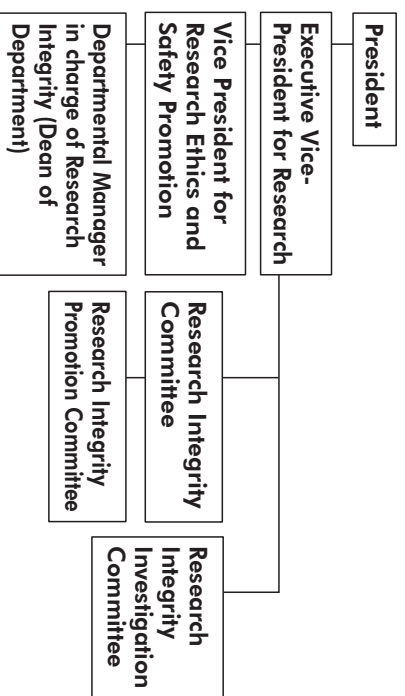 President
Executive Vice-
President for Research
Vice President for
Research Ethics and
Safety Promotion
Departmental Manager
in charge of Research
Integrity (Dean of
Department)
Research Integrity
Committee
Research Integrity
Promotion Committee
Research
Integrity
Investigation
Committee